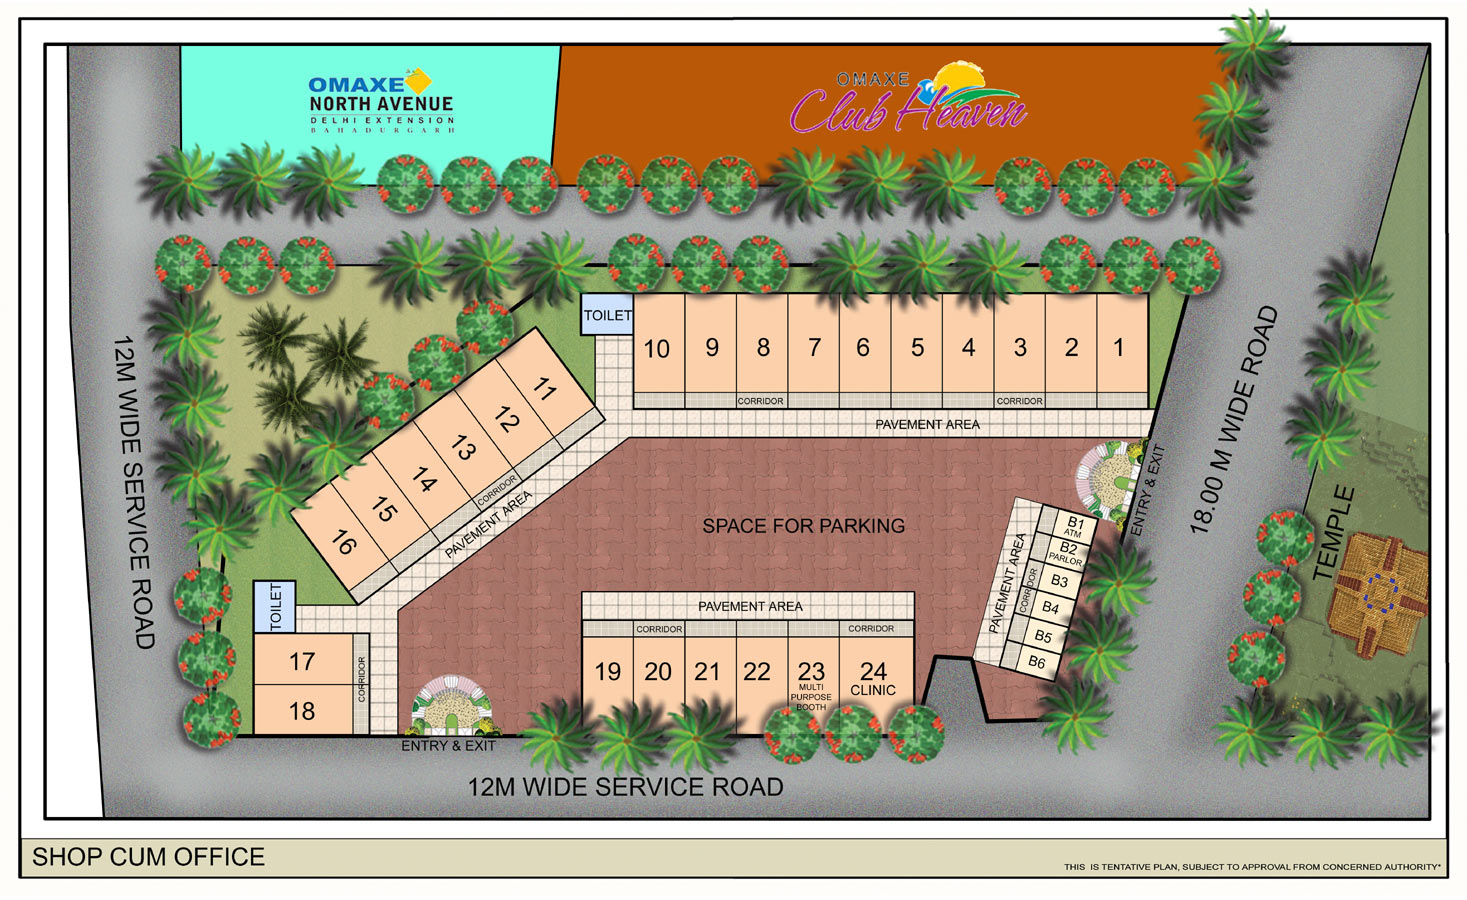 OMAXE
NORTH AVENUE
DELHI EXTENSION
BAHADURGARH
OMAXE
Club Heaven
TOILET
10
9
8
7
6
5
4
3
2
1
CORRIDOR
CORRIDOR
PAVEMENT AREA
11
12
13
14
15
16
CORRIDOR
PAVEMENT AREA
12M WIDE SERVICE ROAD
18.00 M WIDE ROAD
ENTRY & EXIT
TEMPLE
SPACE FOR PARKING
B1
ATM
B2
PARLOR
B3
B4
B5
B6
CORRIDOR
PAVEMENT AREA
TOILET
17
18
CORRIDOR
PAVEMENT AREA
CORRIDOR
CORRIDOR
19
20
21
22
23
MULTI
PURPOSE
BOOTH
24
CLINIC
ENTRY & EXIT
12M WIDE SERVICE ROAD
SHOP CUM OFFICE
THIS IS TENTATIVE PLAN, SUBJECT TO APPROVAL FROM CONCERNED AUTHORITY*